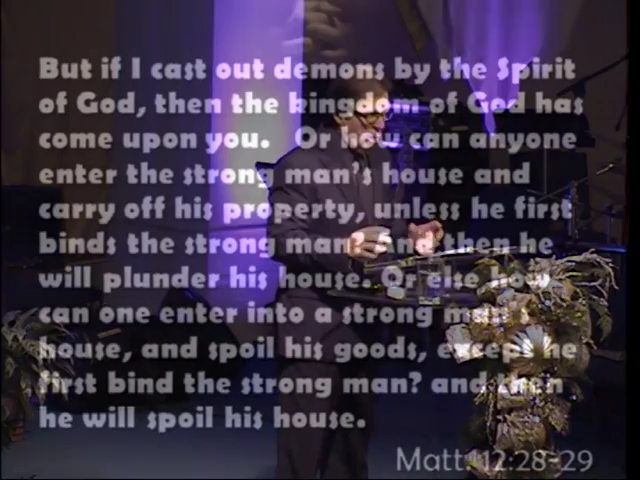 But if I cast out demons by the Spirit
of God, then the kingdom of God has
come upon you. Or how can anyone
enter the strong man's house and
carry off his property, unless he first
binds the strong man? And then he
will plunder his house. Or else how
can one enter into a strong man's
house, and spoil his goods, except he
first bind the strong man? and then
he will spoil his house.
Matt. 12:28-29